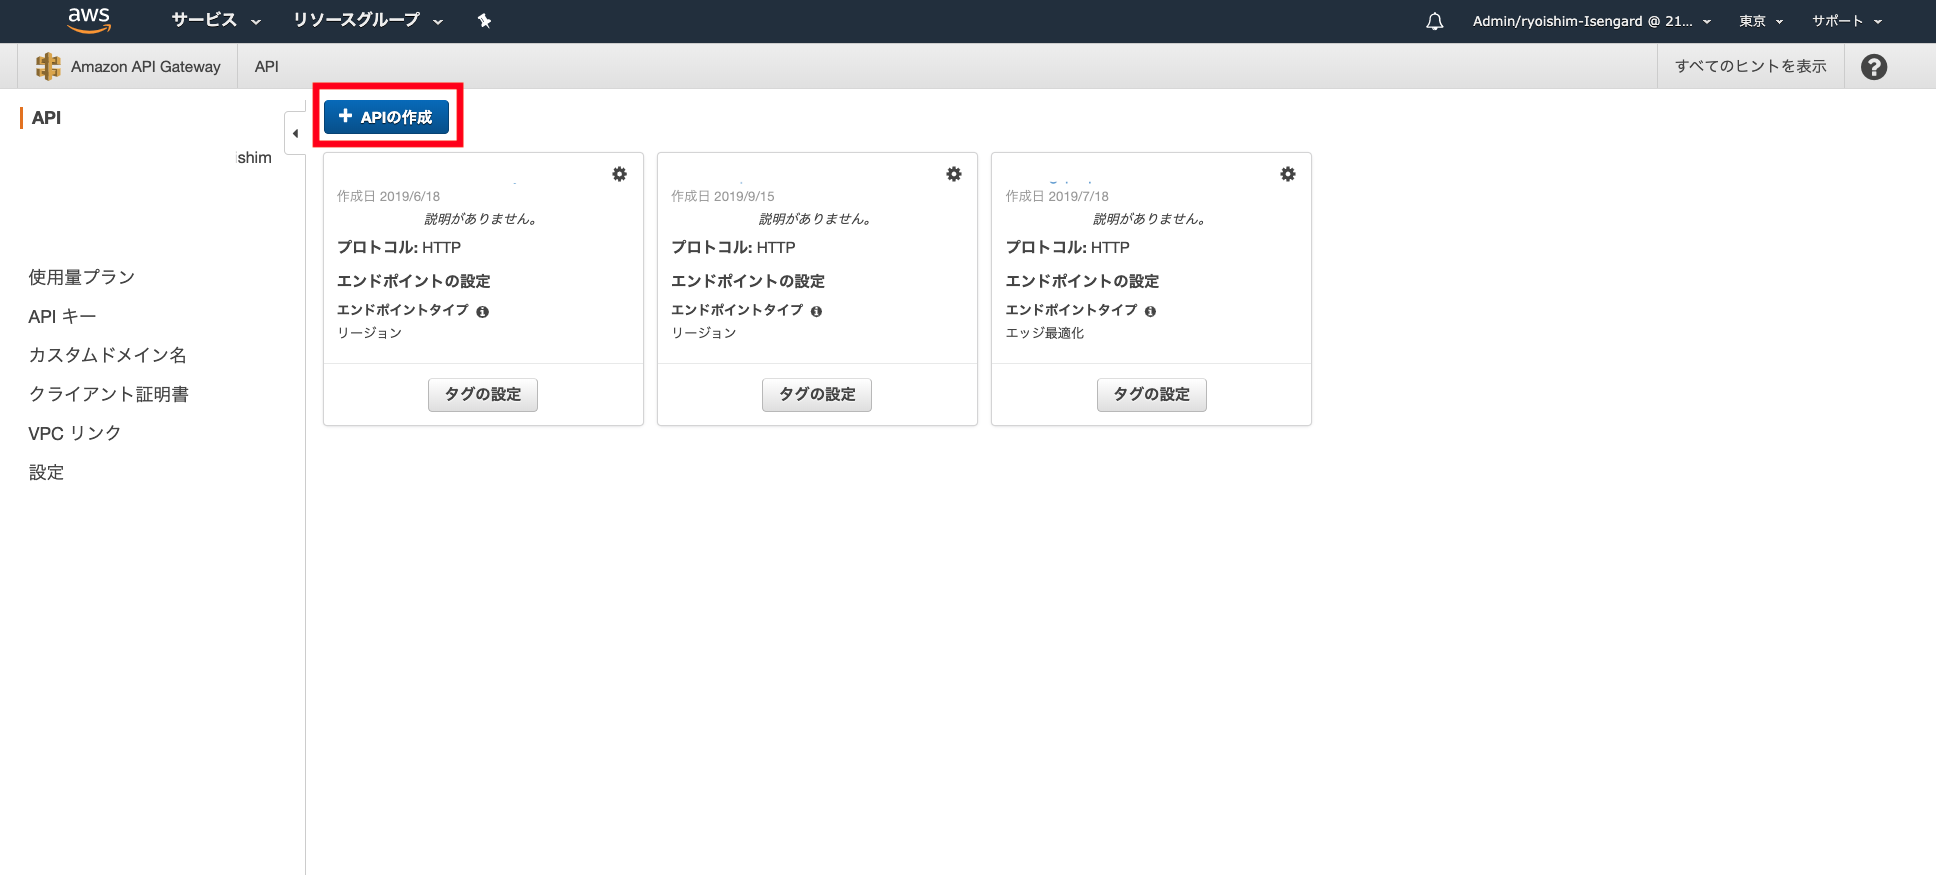 aws サービス リソースグループ Admin/ryoishim-Isengard @ 21... 東京 サポート
Amazon API Gateway API すべてのヒントを表示 ?
API
ishim
使用量プラン
API キー
カスタムドメイン名
クライアント証明書
VPC リンク
設定
+ APIの作成
作成日 2019/6/18
説明がありません。
プロトコル: HTTP
エンドポイントの設定
エンドポイントタイプ
リージョン
タグの設定
作成日 2019/9/15
説明がありません。
プロトコル: HTTP
エンドポイントの設定
エンドポイントタイプ
リージョン
タグの設定
作成日 2019/7/18
説明がありません。
プロトコル: HTTP
エンドポイントの設定
エンドポイントタイプ
エッジ最適化
タグの設定